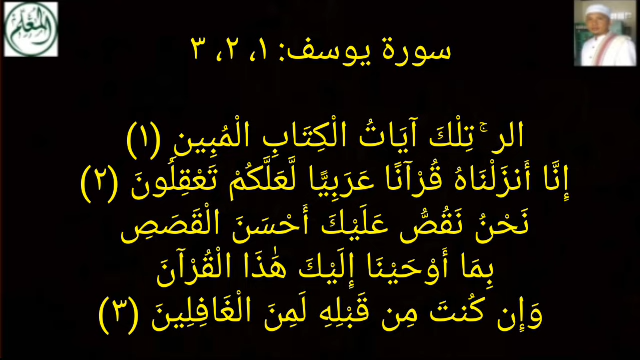 المعلم
سورة يوسف: ١، ٢، ٣
الر ۚ تِلْكَ آيَاتُ الْكِتَابِ الْمُبِينِ (١)
إِنَّا أَنزَلْنَاهُ قُرْآنًا عَرَبِيًّا لَّعَلَّكُمْ تَعْقِلُونَ (٢)
نَحْنُ نَقُصُّ عَلَيْكَ أَحْسَنَ الْقَصَصِ
بِمَا أَوْحَيْنَا إِلَيْكَ هَٰذَا الْقُرْآنَ
وَإِن كُنتَ مِن قَبْلِهِ لَمِنَ الْغَافِلِينَ (٣)